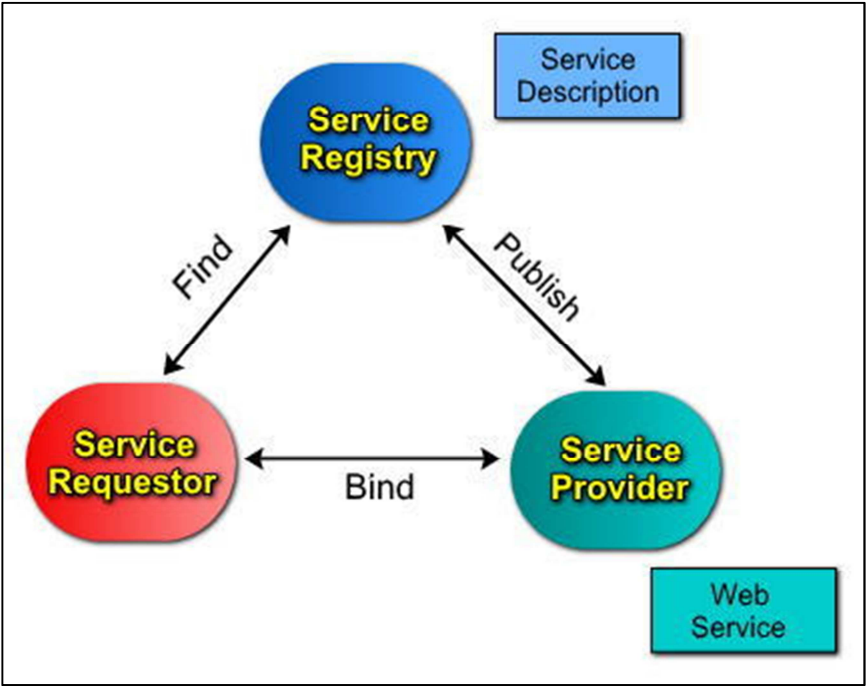 Service
Description
Service
Registry
Find
Publish
Service
Requestor
Bind
Service
Provider
Web
Service